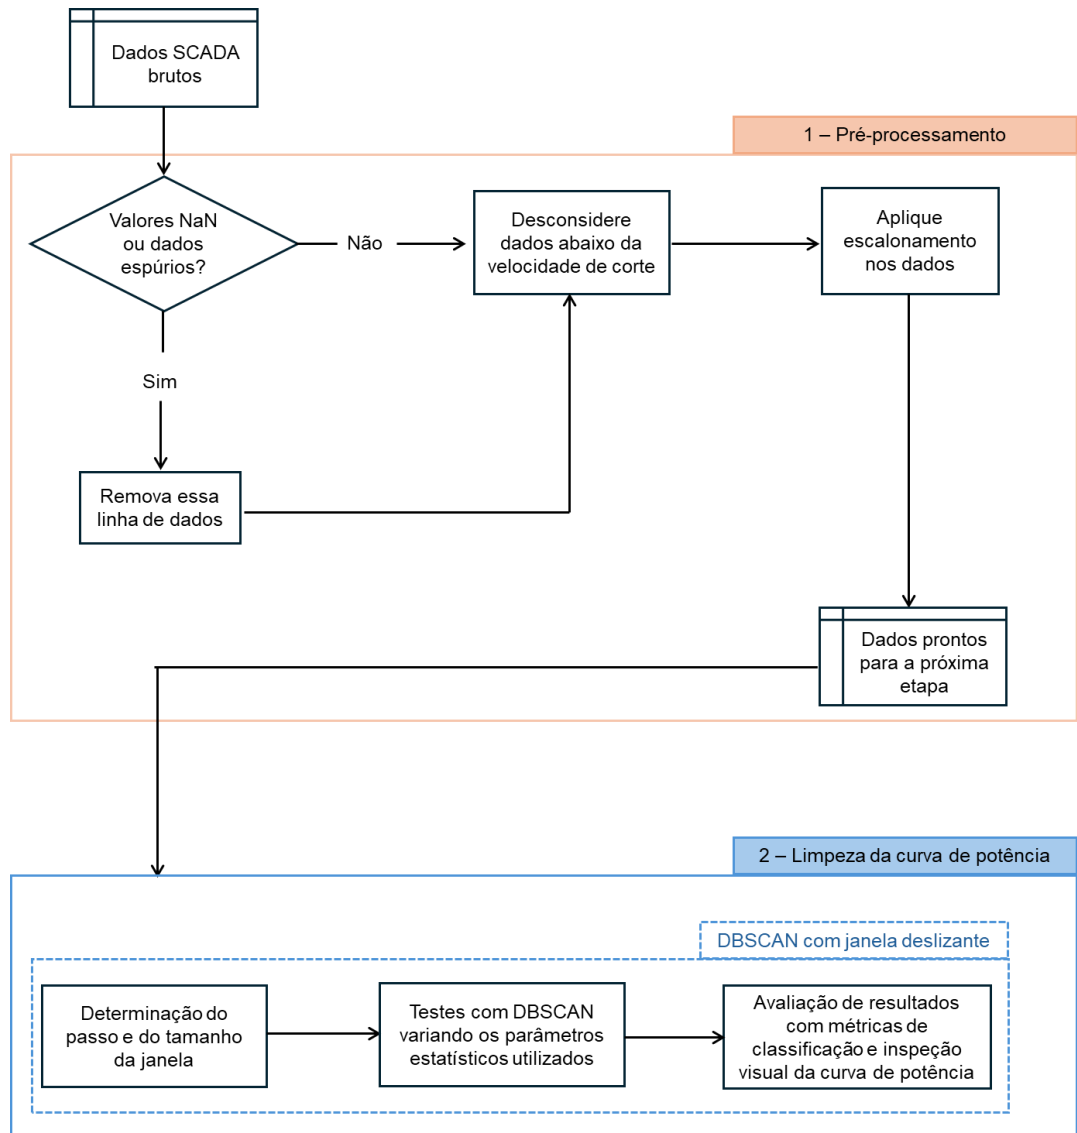 Dados SCADA
brutos
1 – Pré-processamento
Valores NaN
ou dados
espúrios?
Não
Desconsidere
dados abaixo da
velocidade de corte
Aplique
escalonamento
nos dados
Sim
Remova essa
linha de dados
Dados prontos
para a próxima
etapa
2 – Limpeza da curva de potência
DBSCAN com janela deslizante
Determinação do
passo e do tamanho
da janela
Testes com DBSCAN
variando os parâmetros
estatísticos utilizados
Avaliação de resultados
com métricas de
classificação e inspeção
visual da curva de potência